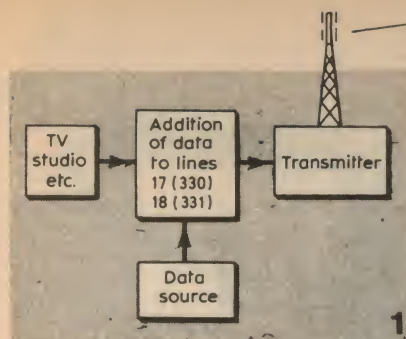 TV
studio
etc.
Addition
of data
to lines
17 (330)
18 (331)
Transmitter
Data
source
1